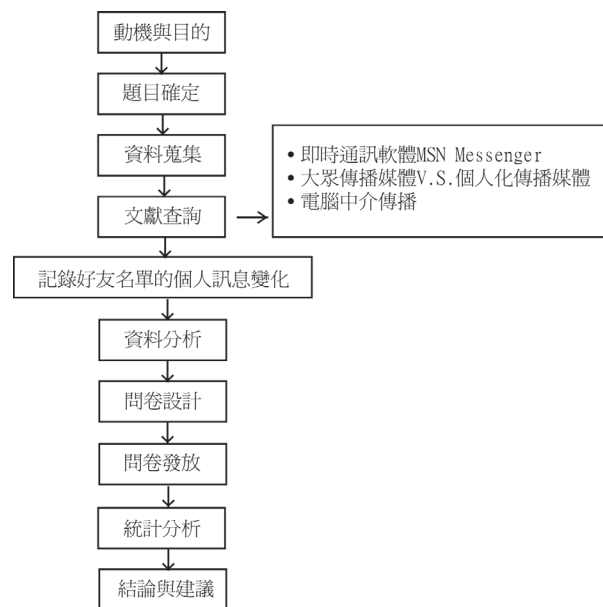 動機與目的
題目確定
資料蒐集
文獻查詢
• 即時通訊軟體MSN Messenger
• 大眾傳播媒體V.S.個人化傳播媒體
• 電腦中介傳播
記錄好友名單的個人訊息變化
資料分析
問卷設計
問卷發放
統計分析
結論與建議